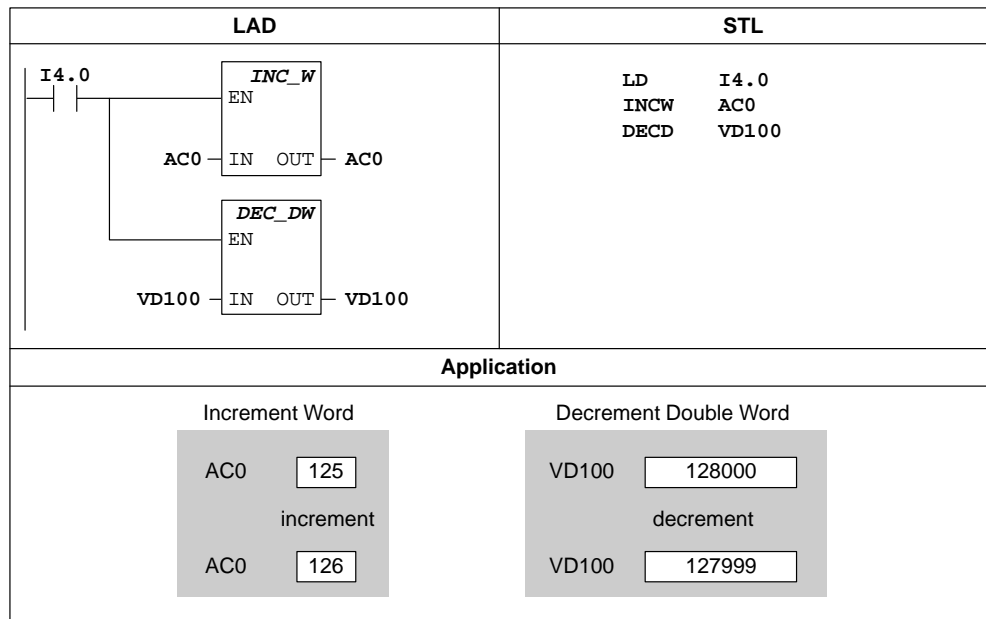 LAD
STL
I4.0
INC_W
EN
AC0 IN OUT AC0
DEC_DW
EN
VD100 IN OUT VD100
LD I4.0
INCW AC0
DECD VD100
Application
Increment Word
AC0 125
increment
AC0 126
Decrement Double Word
VD100 128000
decrement
VD100 127999